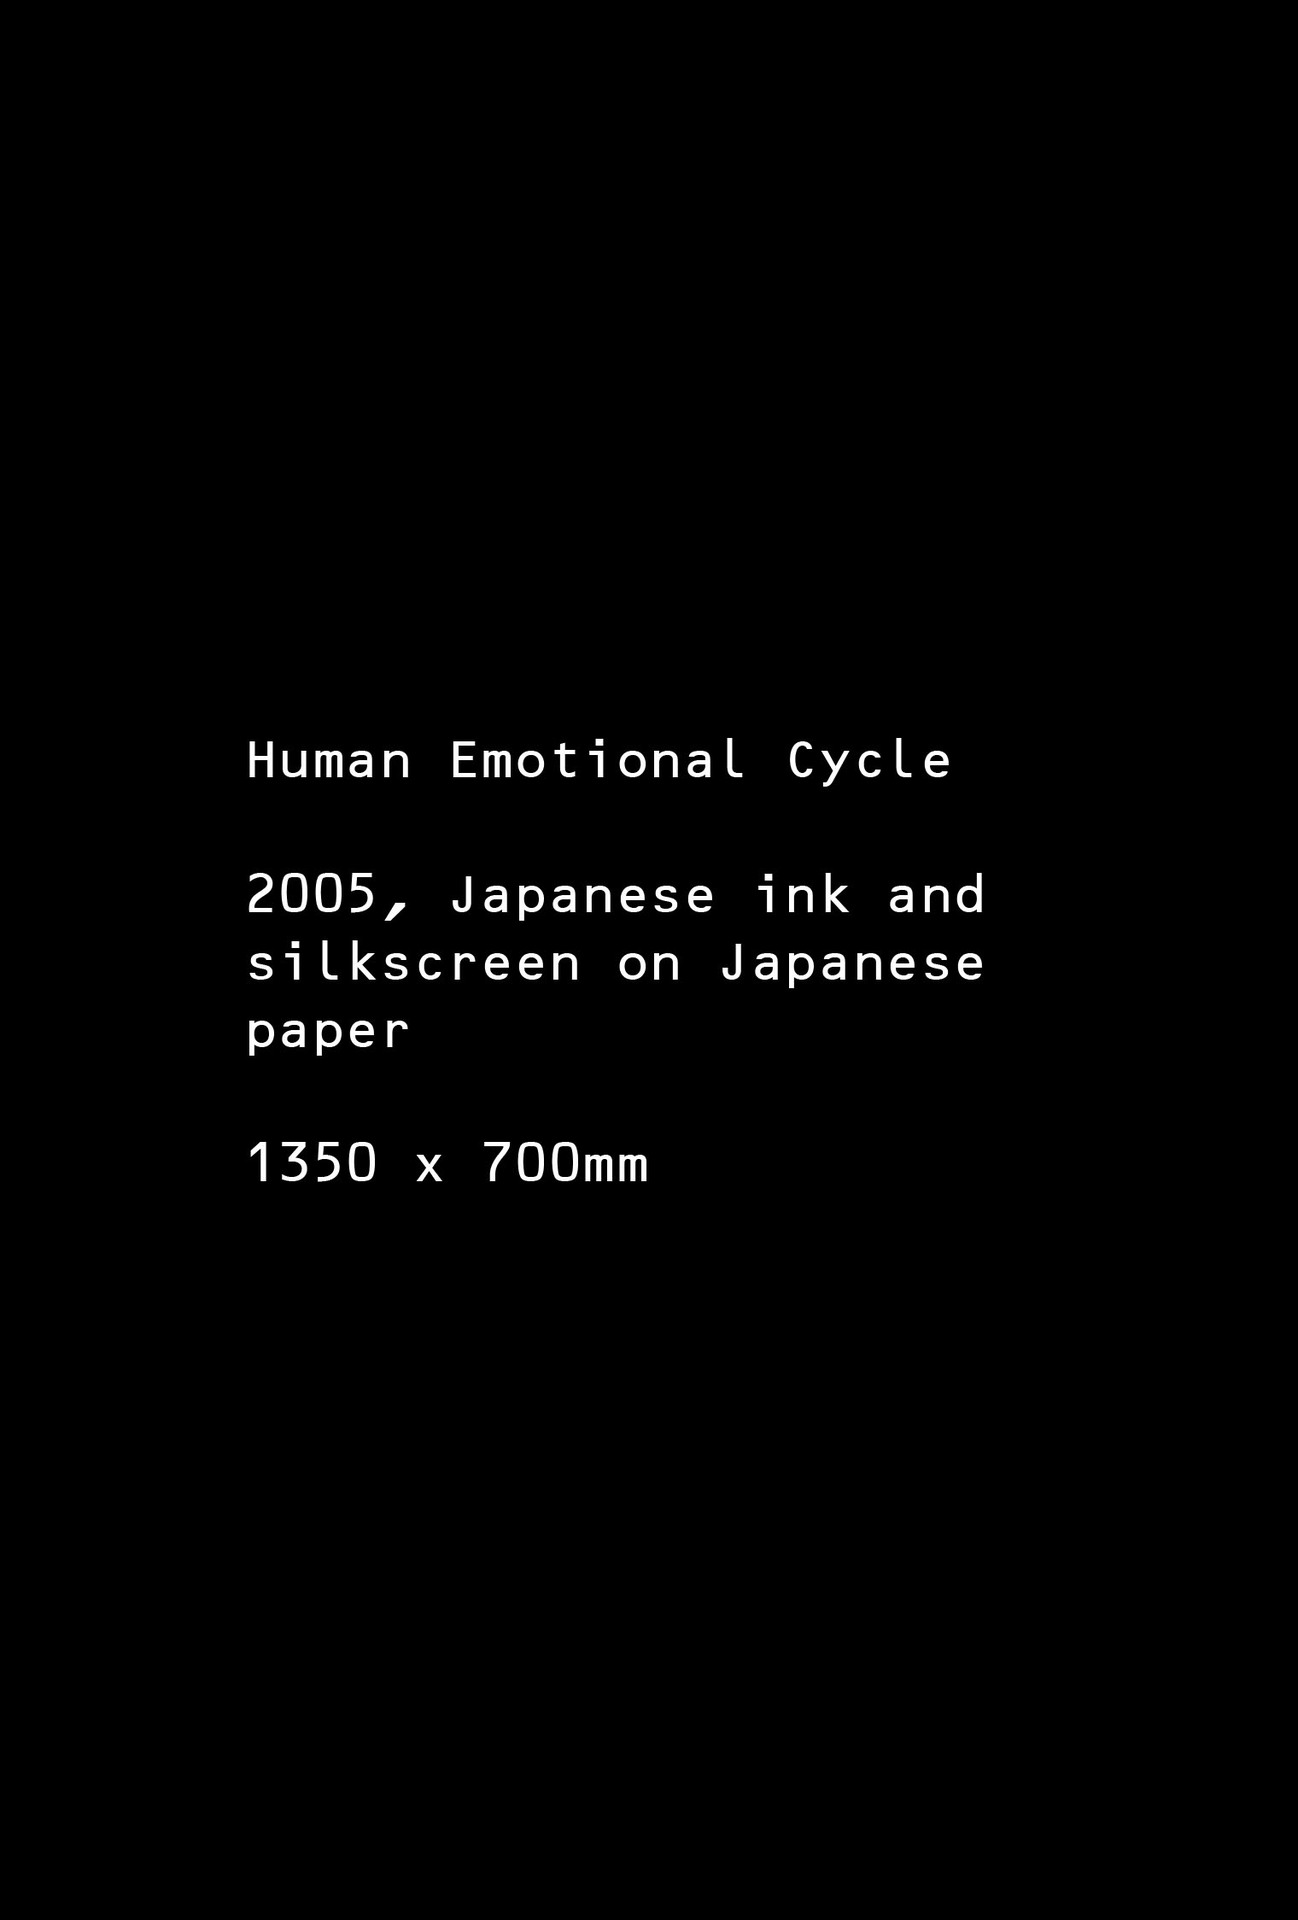 Human Emotional Cycle
2005, Japanese ink and
silkscreen on Japanese
paper
1350 x 700mm